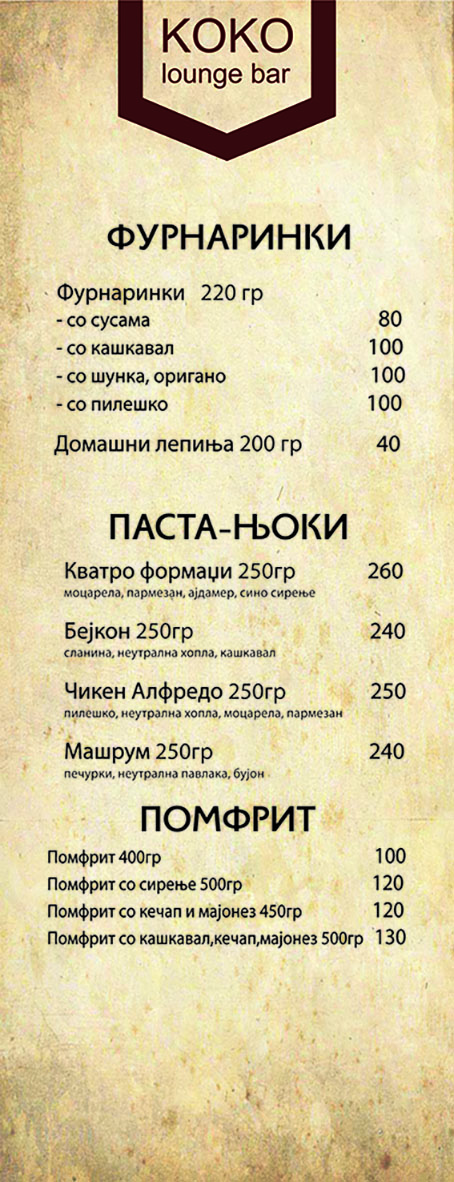 KOKO
lounge bar
ФУРНАРИНКИ
Фурнаринки 220 гр
- со сусама 80
- со кашкавал 100
- со шунка, оригано 100
- со пилешко 100
Домашни лепиња 200 гр 40
ПАСТА-ЊОКИ
Кватро формаџи 250гр 260
моцарела, пармезан, ајдамер, сино сирење
Бејкон 250гр 240
сланина, неутрална хопла, кашкавал
Чикен Алфредо 250гр 250
пилешко, неутрална хопла, моцарела, пармезан
Машрум 250гр 240
печурки, неутрална павлака, бујон
ПОМФРИТ
Помфрит 400гр 100
Помфрит со сирење 500гр 120
Помфрит со кечап и мајонез 450гр 120
Помфрит со кашкавал,кечап,мајонез 500гр 130